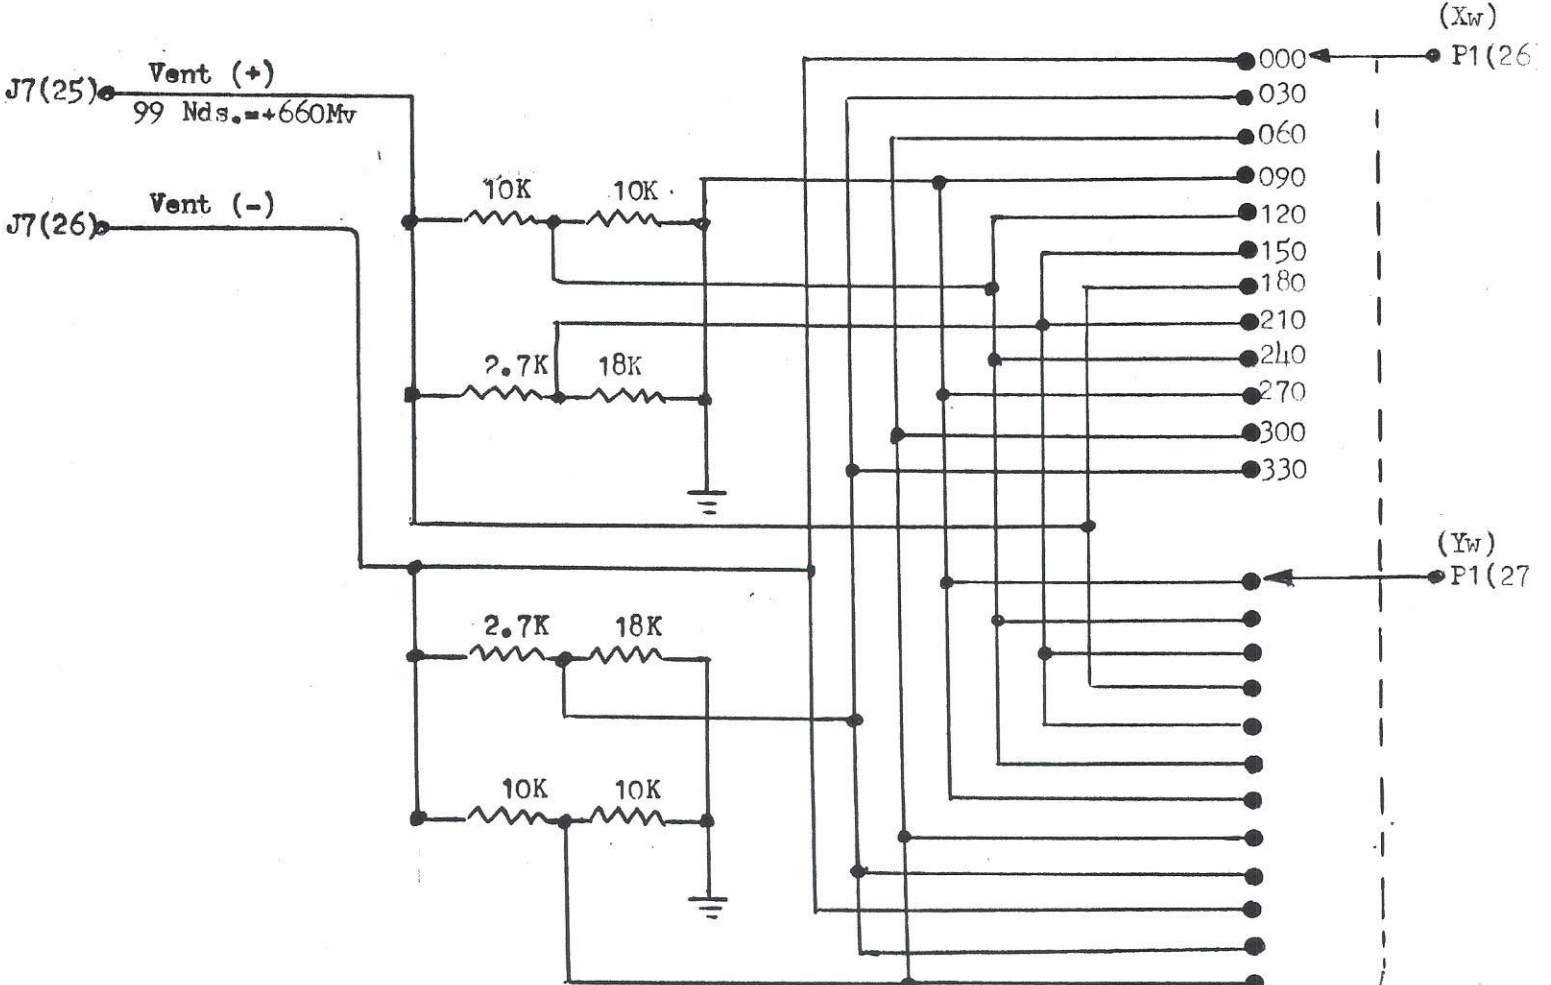 (Xw)
P1(26
J7(25)
Vent (+)
99 Nds.=+660Mv
J7(26)
Vent (-)
10K
10K
2.7K
18K
000
030
060
090
120
150
180
210
240
270
300
330
(Yw)
P1(27
2.7K
18K
10K
10K